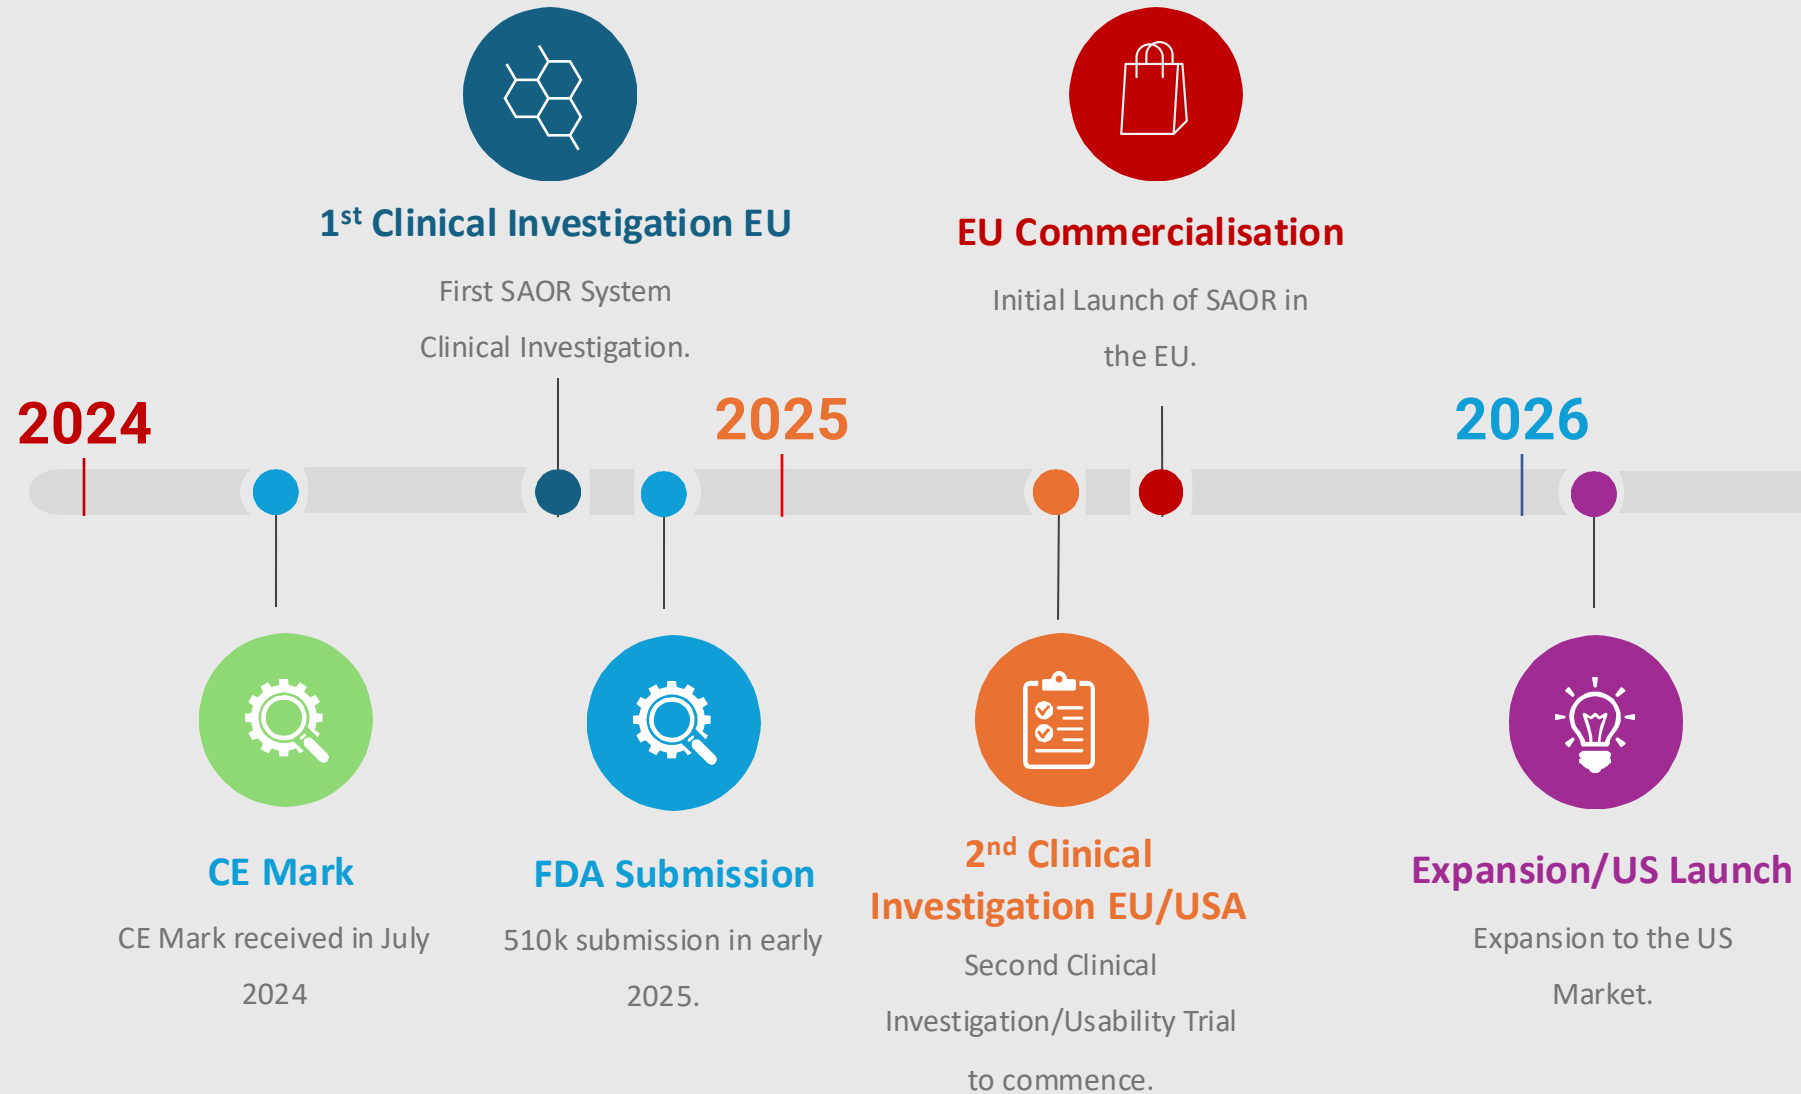 1st Clinical Investigation EU
First SAOR System
Clinical Investigation.
EU Commercialisation
Initial Launch of SAOR in
the EU.
2024
2025
2026
CE Mark
CE Mark received in July
2024
FDA Submission
510k submission in early
2025.
2nd Clinical
Investigation EU/USA
Second Clinical
Investigation/Usability Trial
to commence.
Expansion/US Launch
Expansion to the US
Market.